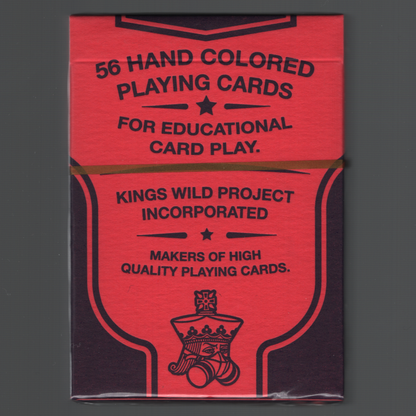 56 HAND COLORED
PLAYING CARDS
FOR EDUCATIONAL
CARD PLAY.
KINGS WILD PROJECT
INCORPORATED
MAKERS OF HIGH
QUALITY PLAYING CARDS.